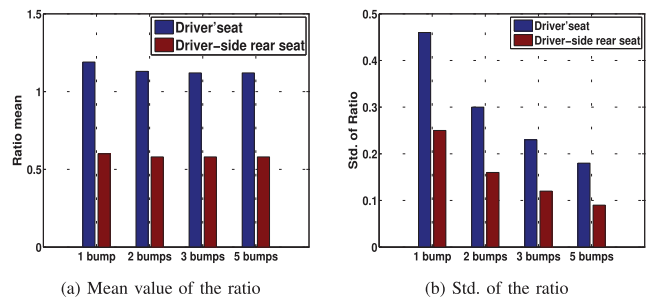 1.5
1
0.5
0
Ratio mean
Driver'seat
Driver-side rear seat
1 bump 2 bumps 3 bumps 5 bumps
(a) Mean value of the ratio
0.5
0.4
0.3
0.2
0.1
0
Std. of Ratio
Driver'seat
Driver-side rear seat
1 bump 2 bumps 3 bumps 5 bumps
(b) Std. of the ratio